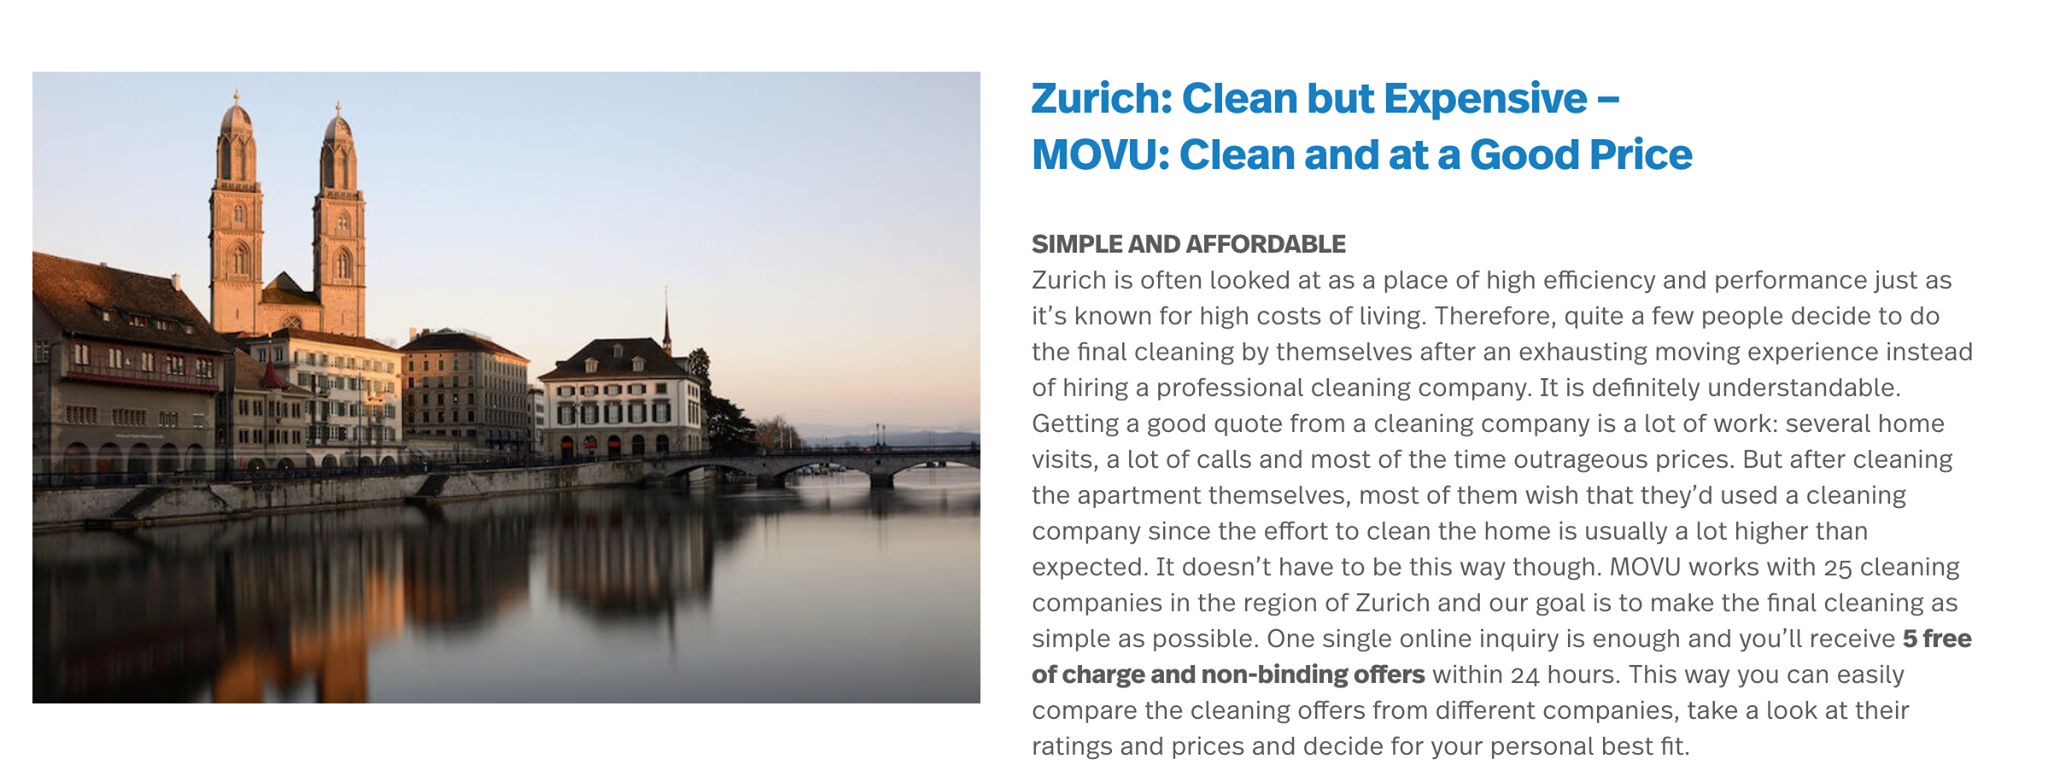 Zurich: Clean but Expensive –
MOVU: Clean and at a Good Price
SIMPLE AND AFFORDABLE
Zurich is often looked at as a place of high efficiency and performance just as
it's known for high costs of living. Therefore, quite a few people decide to do
the final cleaning by themselves after an exhausting moving experience instead
of hiring a professional cleaning company. It is definitely understandable.
Getting a good quote from a cleaning company is a lot of work: several home
visits, a lot of calls and most of the time outrageous prices. But after cleaning
the apartment themselves, most of them wish that they'd used a cleaning
company since the effort to clean the home is usually a lot higher than
expected. It doesn't have to be this way though. MOVU works with 25 cleaning
companies in the region of Zurich and our goal is to make the final cleaning as
simple as possible. One single online inquiry is enough and you'll receive 5 free
of charge and non-binding offers within 24 hours. This way you can easily
compare the cleaning offers from different companies, take a look at their
ratings and prices and decide for your personal best fit.